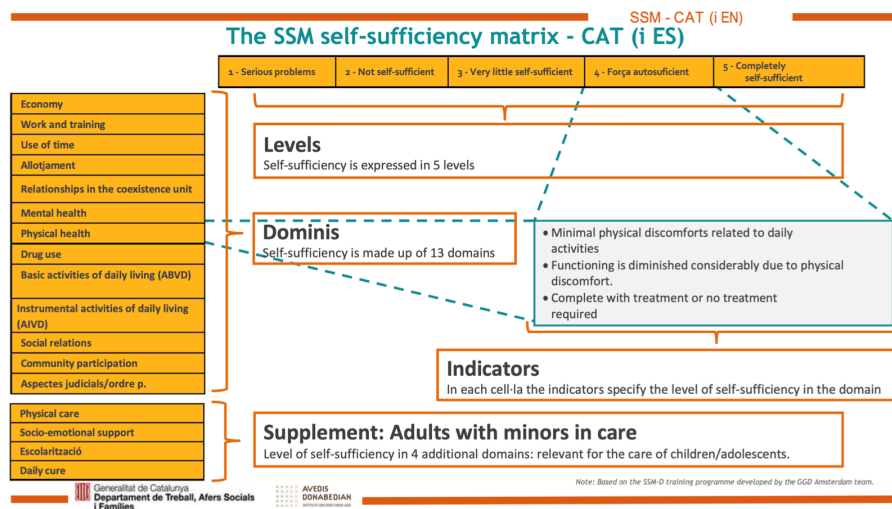 SSM - CAT (i EN)
The SSM self-sufficiency matrix - CAT (i ES)
1 - Serious problems
2 - Not self-sufficient
3 - Very little self-sufficient
4 - Força autosuficient
5 - Completely
self-sufficient
Economy
Work and training
Use of time
Allotjament
Relationships in the coexistence unit
Mental health
Physical health
Drug use
Basic activities of daily living (ABVD)
Instrumental activities of daily living
(AIVD)
Social relations
Community participation
Aspectes judicials/ordre p.
Levels
Self-sufficiency is expressed in 5 levels
Dominis
Self-sufficiency is made up of 13 domains
• Minimal physical discomforts related to daily
activities
• Functioning is diminished considerably due to physical
discomfort.
• Complete with treatment or no treatment
required
Indicators
In each cell·la the indicators specify the level of self-sufficiency in the domain
Physical care
Socio-emotional support
Escolarització
Daily cure
Supplement: Adults with minors in care
Level of self-sufficiency in 4 additional domains: relevant for the care of children/adolescents.
Note: Based on the SSM-D training programme developed by the GGD Amsterdam team.
Generalitat de Catalunya
Departament de Treball, Afers Socials
i Famílies
AVEDIS
DONABEDIAN